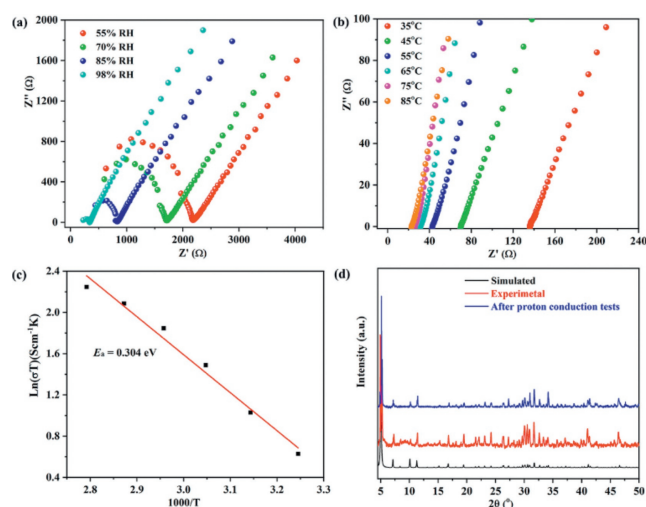 (a)
55% RH
70% RH
85% RH
98% RH
Z'' (Ω)
2000
1600
1200
800
400
0
0 1000 2000 3000 4000
Z' (Ω)
(b)
35°C
45°C
55°C
65°C
75°C
85°C
Z'' (Ω)
100
80
60
40
20
0
0 40 80 120 160 200 240
Z' (Ω)
(c)
Ln(σT)(Scm⁻¹K)
2.4
2.0
1.6
1.2
0.8
0.4
Eₐ = 0.304 eV
2.8 2.9 3.0 3.1 3.2 3.3
1000/T
(d)
Simulated
Experimetal
After proton conduction tests
Intensity (a.u.)
5 10 15 20 25 30 35 40 45 50
2θ (°)